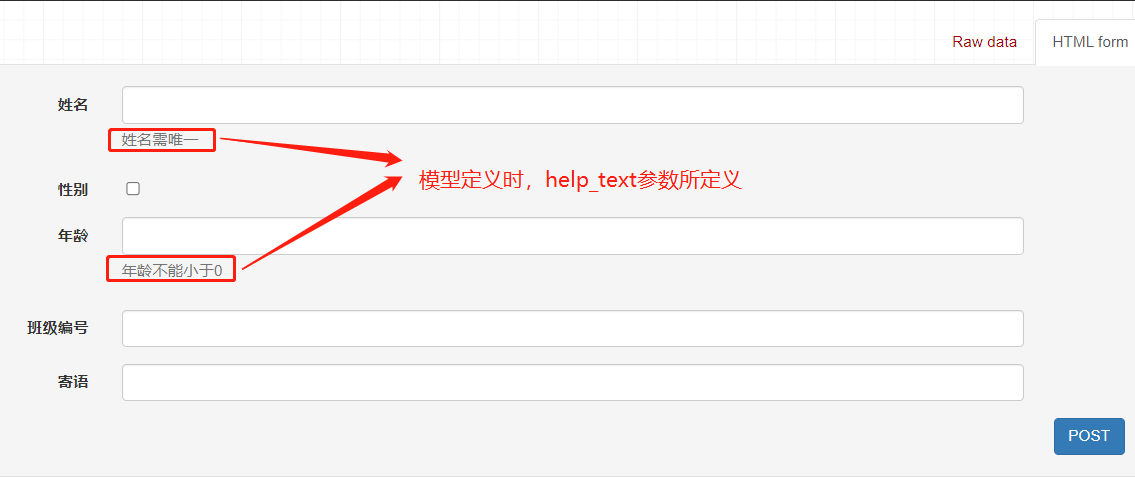 Raw data HTML form
姓名
姓名需唯一
模型定义时，help_text参数所定义
性别
年龄
年龄不能小于0
班级编号
寄语
POST